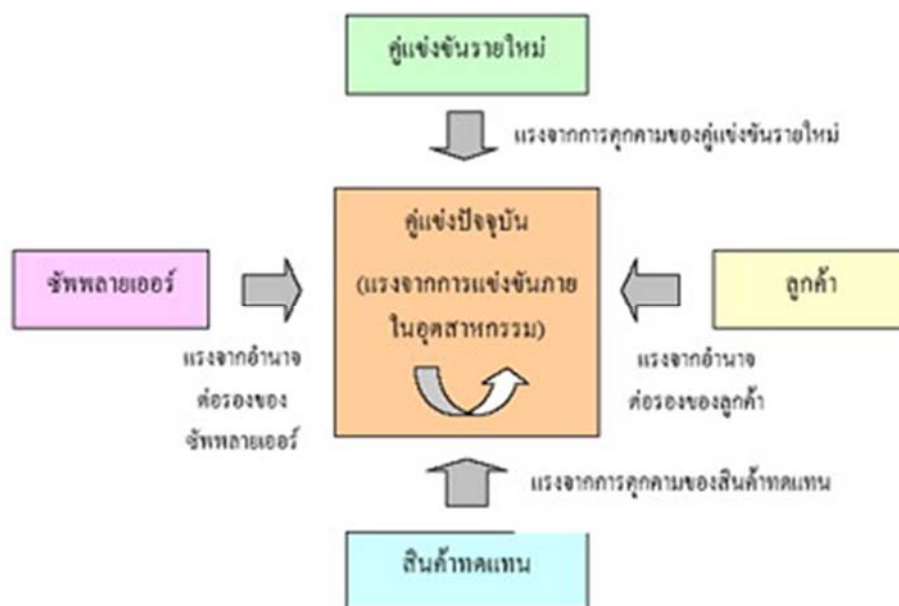 คู่แข่งขันรายใหม่
แรงจากการคุกคามของคู่แข่งขันรายใหม่
คู่แข่งปัจจุบัน
(แรงจากการแข่งขันภาย
ในอุตสาหกรรม)
ซัพพลายเออร์
แรงจากอำนาจ
ต่อรองของ
ซัพพลายเออร์
ลูกค้า
แรงจากอำนาจ
ต่อรองของลูกค้า
แรงจากการคุกคามของสินค้าทดแทน
สินค้าทดแทน